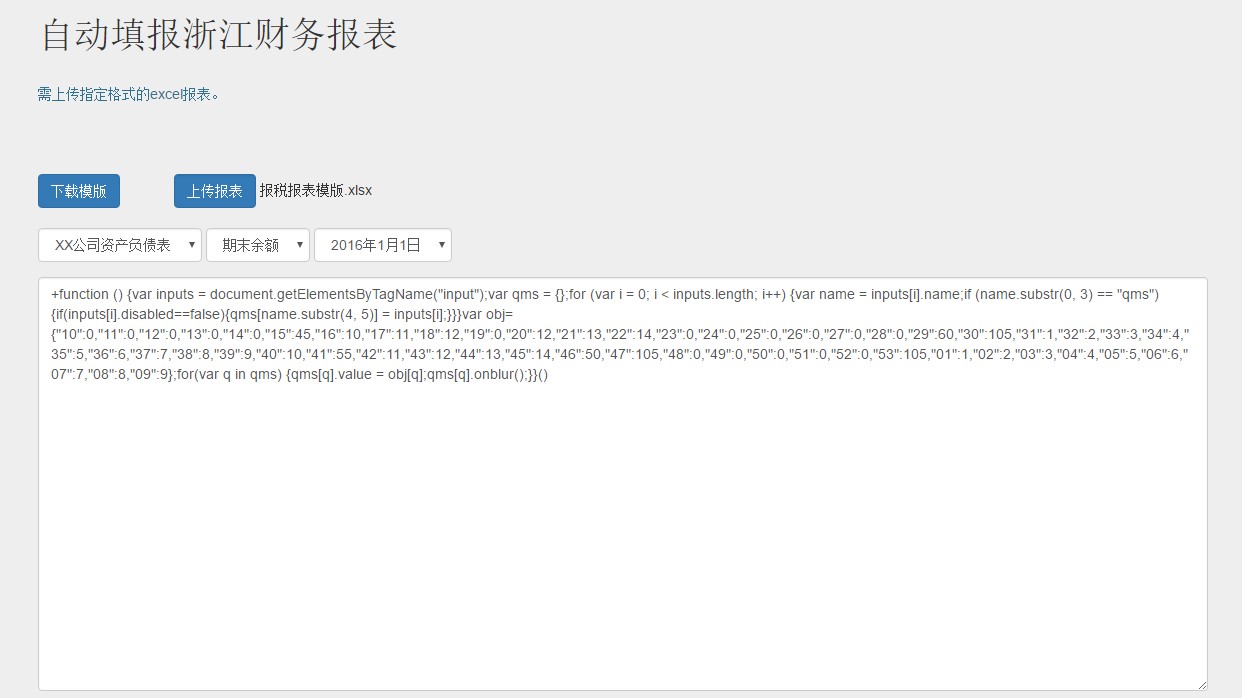 自动填报浙江财务报表
需上传指定格式的excel报表。
下载模版 上传报表 报税报表模版.xlsx
XX公司资产负债表 期末余额 2016年1月1日
+function () {var inputs = document.getElementsByTagName("input");var qms = {};for (var i = 0; i < inputs.length; i++) {var name = inputs[i].name;if (name.substr(0, 3) == "qms")
{if(inputs[i].disabled==false){qms[name.substr(4, 5)] = inputs[i];}}}var obj=
{"10":0,"11":0,"12":0,"13":0,"14":0,"15":45,"16":10,"17":11,"18":12,"19":0,"20":12,"21":13,"22":14,"23":0,"24":0,"25":0,"26":0,"27":0,"28":0,"29":60,"30":105,"31":1,"32":2,"33":3,"34":4,"
35":5,"36":6,"37":7,"38":8,"39":9,"40":10,"41":55,"42":11,"43":12,"44":13,"45":14,"46":50,"47":105,"48":0,"49":0,"50":0,"51":0,"52":0,"53":105,"01":1,"02":2,"03":3,"04":4,"05":5,"06":6,"
07":7,"08":8,"09":9};for(var q in qms) {qms[q].value = obj[q];qms[q].onblur();}}()